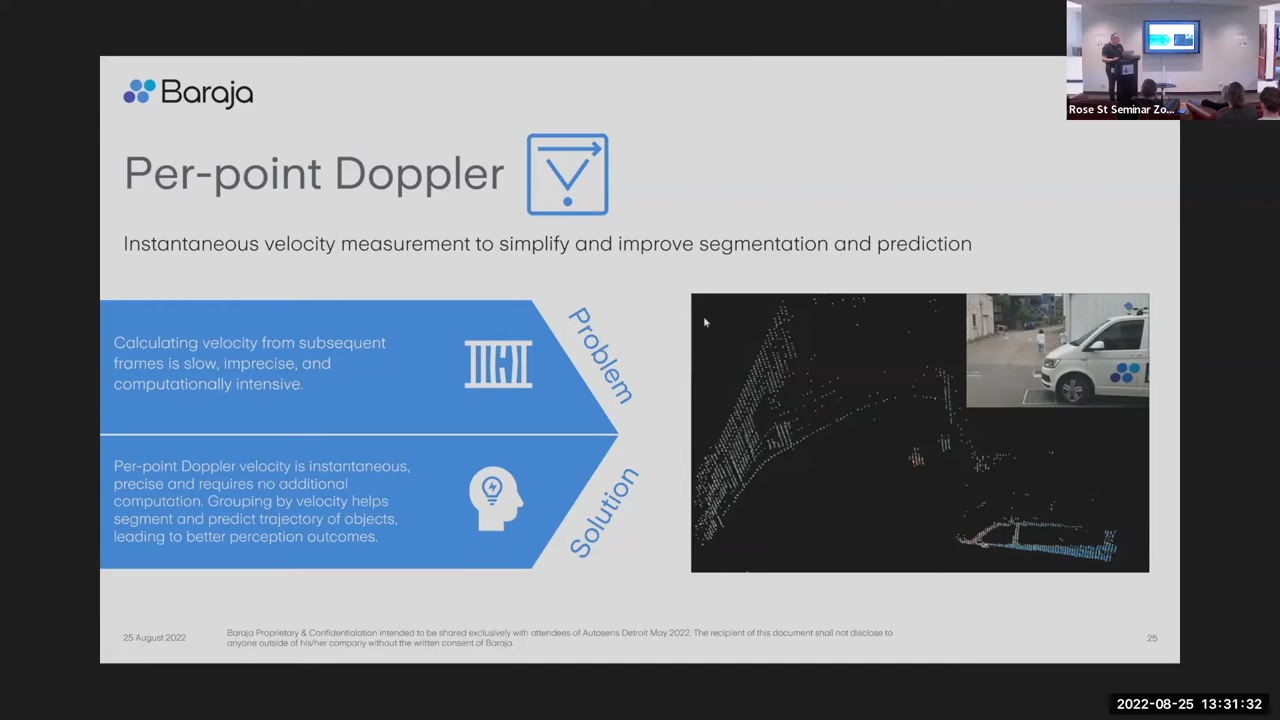 Baraja
Rose St Seminar Zo...
Per-point Doppler
Instantaneous velocity measurement to simplify and improve segmentation and prediction
Calculating velocity from subsequent
frames is slow, imprecise, and
computationally intensive.
Problem
Per-point Doppler velocity is instantaneous,
precise and requires no additional
computation. Grouping by velocity helps
segment and predict trajectory of objects,
leading to better perception outcomes.
Solution
25 August 2022
Baraja Proprietary & Confidentialation intended to be shared exclusively with attendees of Autosens Detroit May 2022. The recipient of this document shall not disclose to
anyone outside of his/her company without the written consent of Baraja.
25
2022-08-25 13:31:32